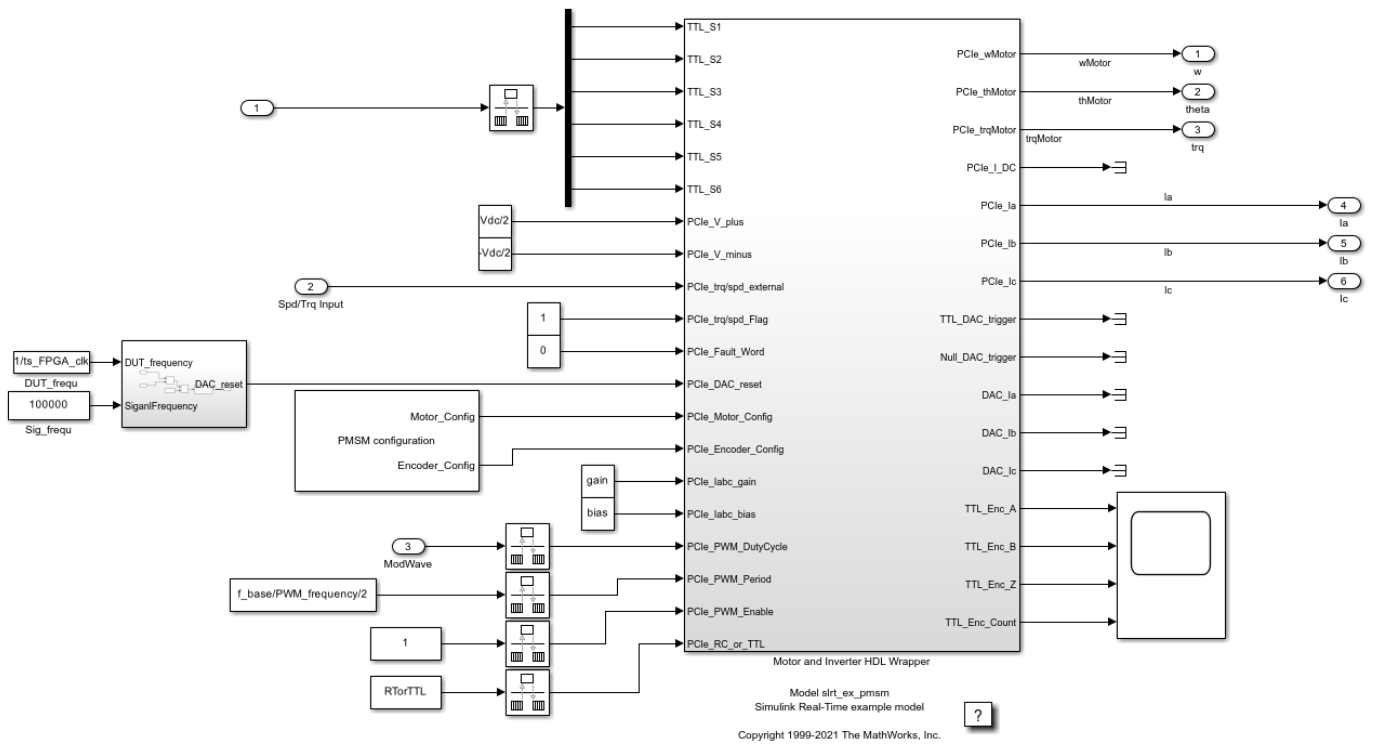 1
TTL_S1
TTL_S2
TTL_S3
TTL_S4
TTL_S5
TTL_S6
Vdc/2
PCIe_V_plus
-Vdc/2
PCIe_V_minus
2
Spd/Trq Input
PCIe_trq/spd_external
1
PCIe_trq/spd_Flag
0
PCIe_Fault_Word
1/ts_FPGA_clk
DUT_frequ
100000
Sig_frequ
DUT_frequency
SiganlFrequency
DAC_reset
PCIe_DAC_reset
PMSM configuration
Motor_Config
Encoder_Config
PCIe_Motor_Config
PCIe_Encoder_Config
gain
PCIe_Iabc_gain
bias
PCIe_Iabc_bias
3
ModWave
PCIe_PWM_DutyCycle
f_base/PWM_frequency/2
PCIe_PWM_Period
1
PCIe_PWM_Enable
RTorTTL
PCIe_RC_or_TTL
PCIe_wMotor
wMotor
1
w
PCIe_thMotor
thMotor
2
theta
PCIe_trqMotor
trqMotor
3
trq
PCIe_I_DC
PCIe_Ia
Ia
4
Ia
PCIe_Ib
Ib
5
Ib
PCIe_Ic
Ic
6
Ic
TTL_DAC_trigger
Null_DAC_trigger
DAC_Ia
DAC_Ib
DAC_Ic
TTL_Enc_A
TTL_Enc_B
TTL_Enc_Z
TTL_Enc_Count
Motor and Inverter HDL Wrapper
Model slrt_ex_pmsm
Simulink Real-Time example model
?
Copyright 1999-2021 The MathWorks, Inc.